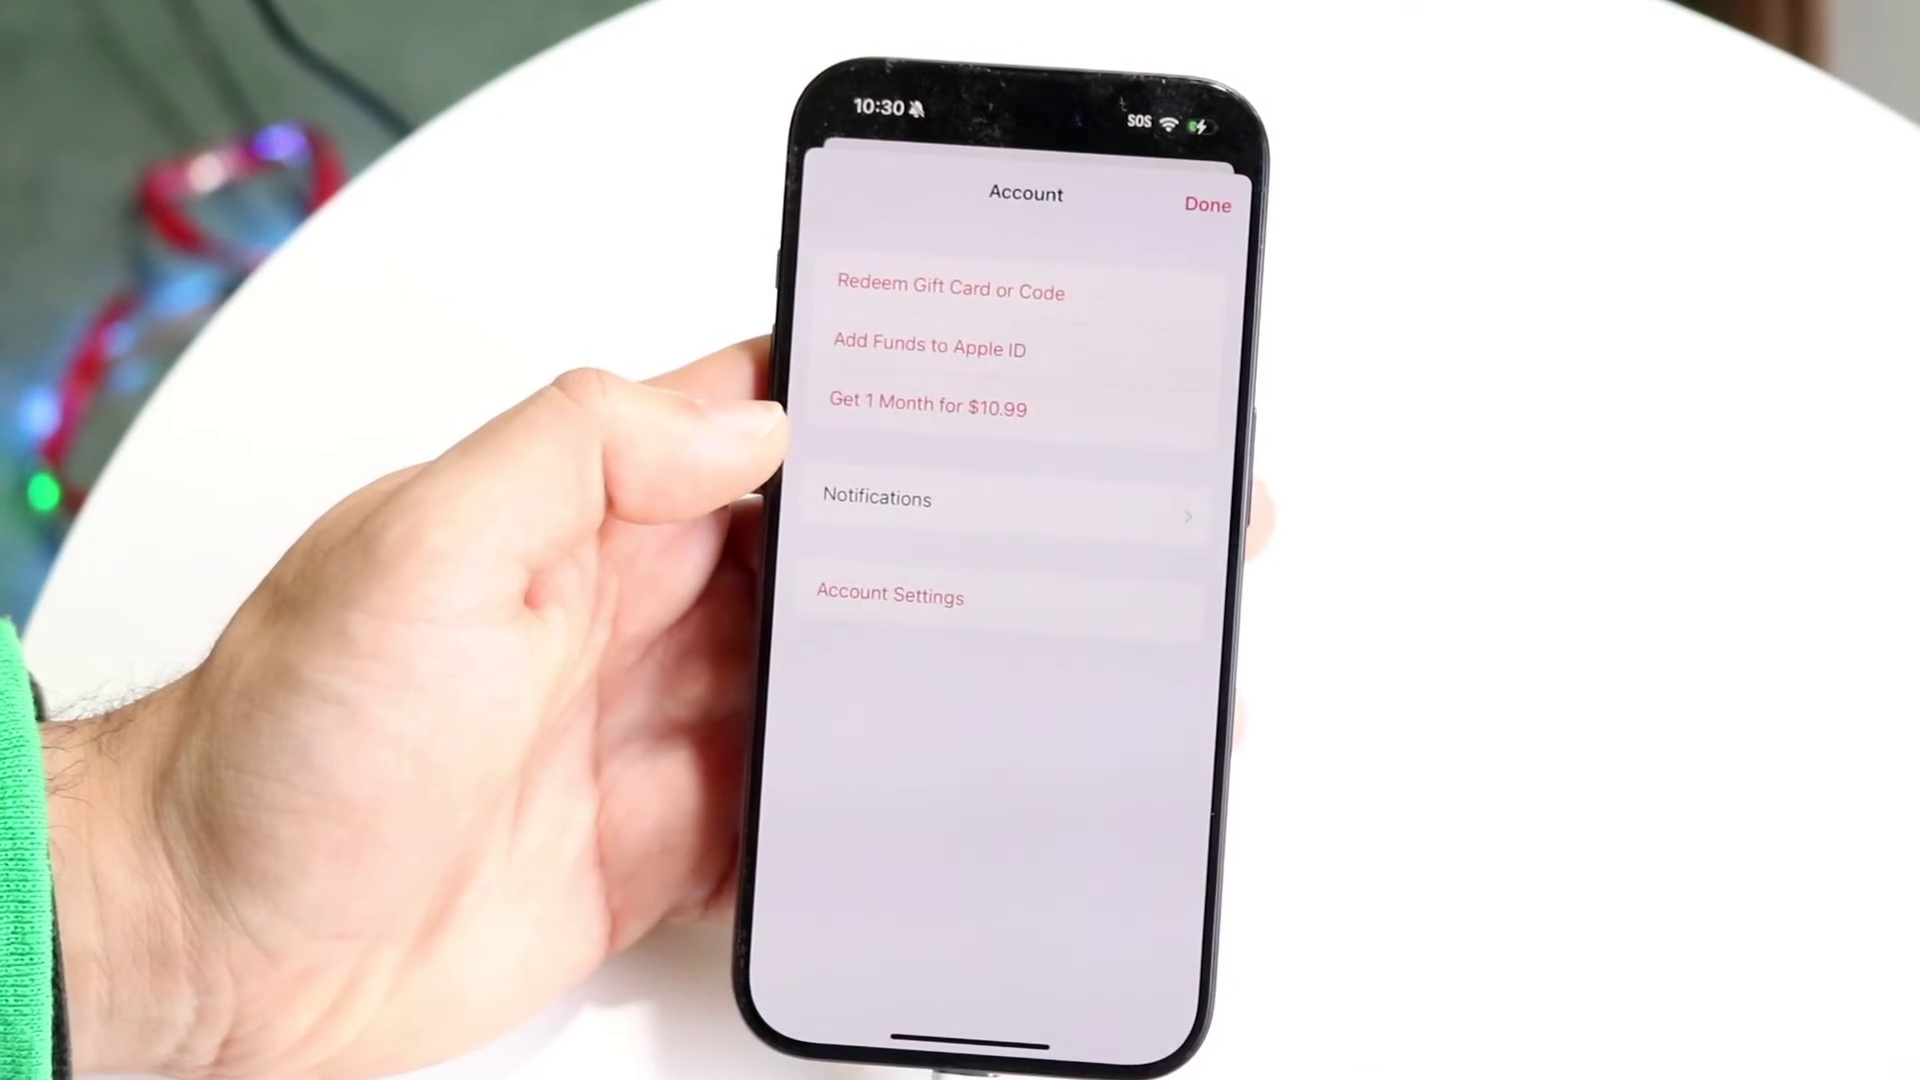 10:30
SOS
Account
Done
Redeem Gift Card or Code
Add Funds to Apple ID
Get 1 Month for $10.99
Notifications
Account Settings